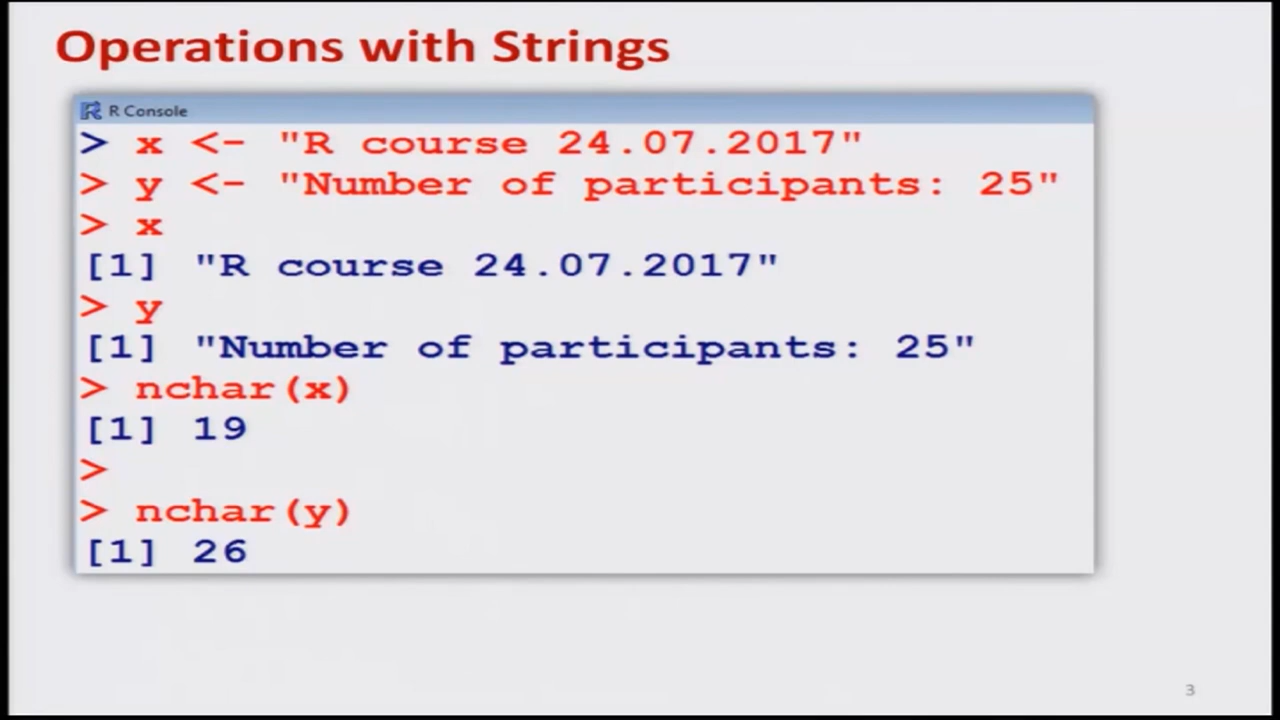 Operations with Strings
R Console
> x <- "R course 24.07.2017"
> y <- "Number of participants: 25"
> x
[1] "R course 24.07.2017"
> y
[1] "Number of participants: 25"
> nchar(x)
[1] 19
>
> nchar(y)
[1] 26
3